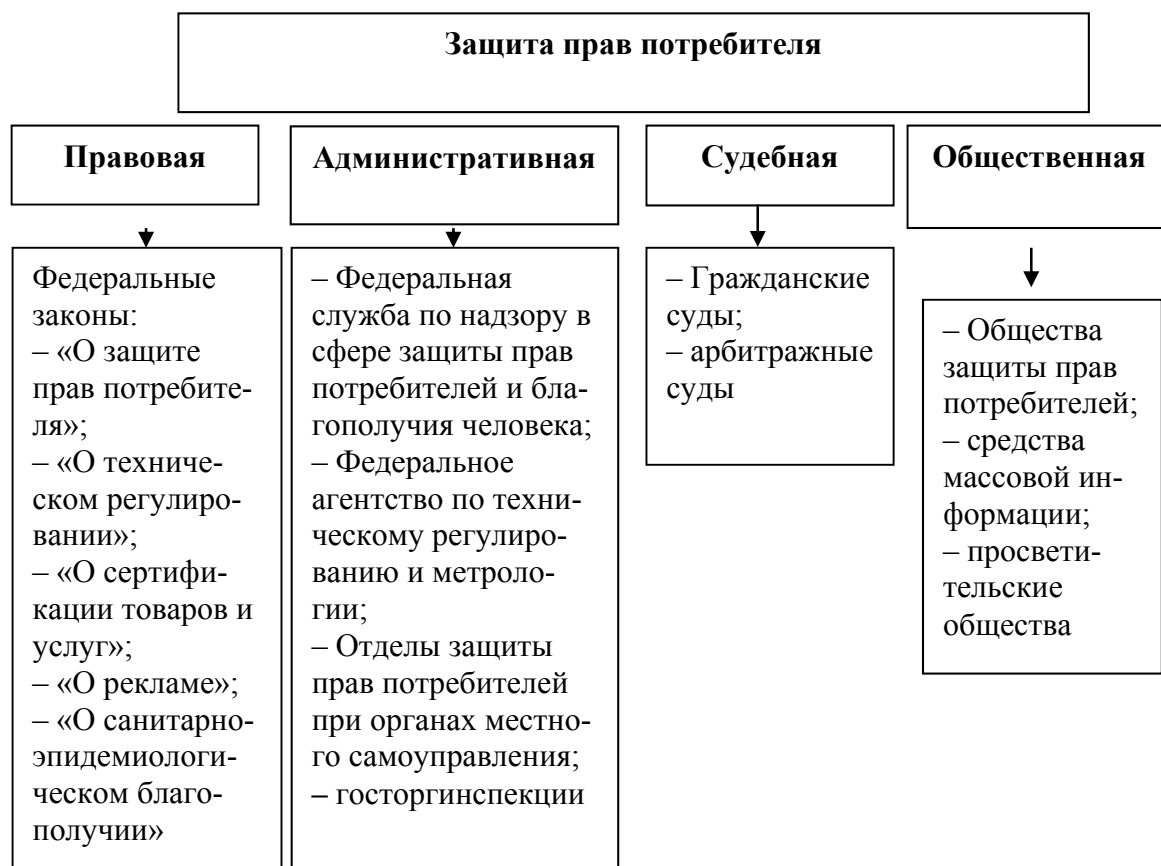 Защита прав потребителя
Правовая
Административная
Судебная
Общественная
Федеральные
законы:
– «О защите
прав потребите-
ля»;
– «О техниче-
ском регулиро-
вании»;
– «О сертифи-
кации товаров и
услуг»;
– «О рекламе»;
– «О санитарно-
эпидемиологи-
ческом благо-
получии»
– Федеральная
служба по надзору в
сфере защиты прав
потребителей и бла-
гополучия человека;
– Федеральное
агентство по техни-
ческому регулиро-
ванию и метроло-
гии;
– Отделы защиты
прав потребителей
при органах местно-
го самоуправления;
– госторгинспекции
– Гражданские
суды;
– арбитражные
суды
– Общества
защиты прав
потребителей;
– средства
массовой ин-
формации;
– просвети-
тельские
общества